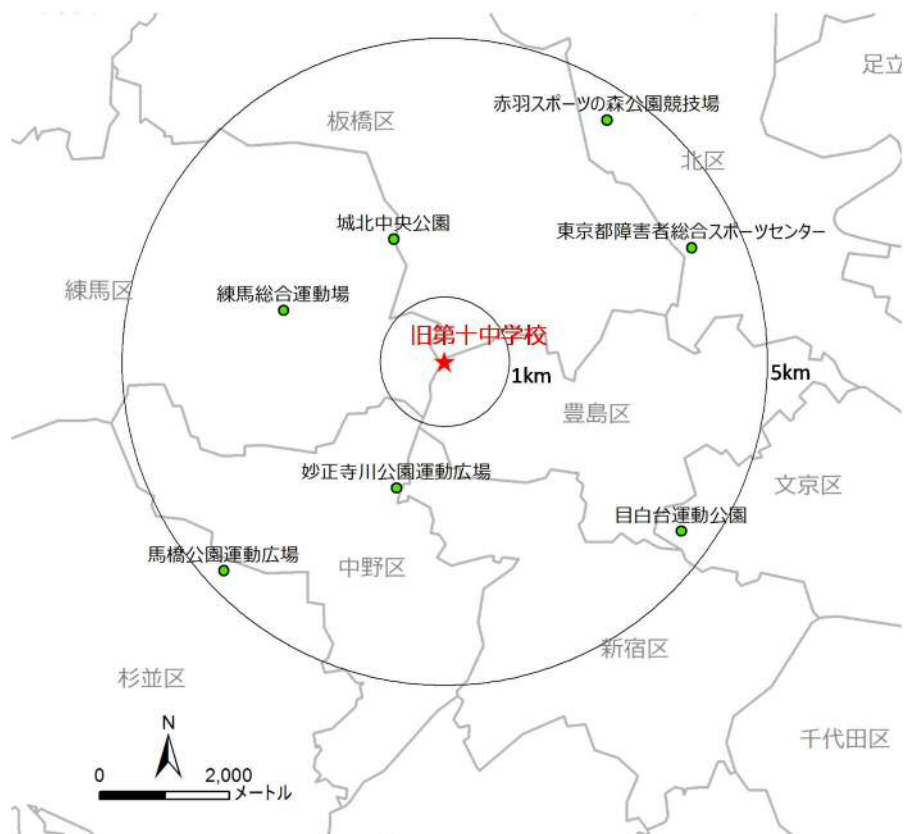 足立
赤羽スポーツの森公園競技場
板橋区
北区
城北中央公園
東京都障害者総合スポーツセンター
練馬区
練馬総合運動場
旧第十中学校
1km
5km
豊島区
妙正寺川公園運動広場
文京区
目白台運動公園
馬橋公園運動広場
中野区
新宿区
杉並区
N
千代田区
0
2,000
メートル